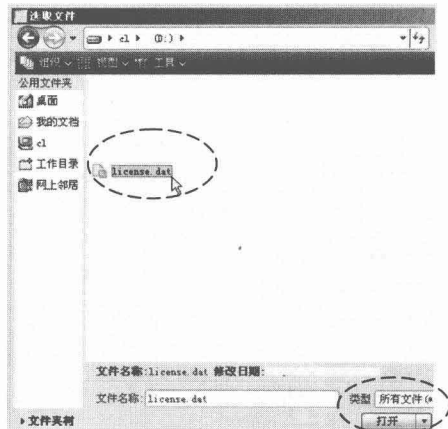 选取文件
cl ▸ (D:) ▸
组织 视图 工具
公用文件夹
桌面
我的文档
cl
工作目录
网上邻居
license.dat
文件名称:license.dat 修改日期:
文件名称: license.dat 类型 所有文件(*
文件夹树 打开